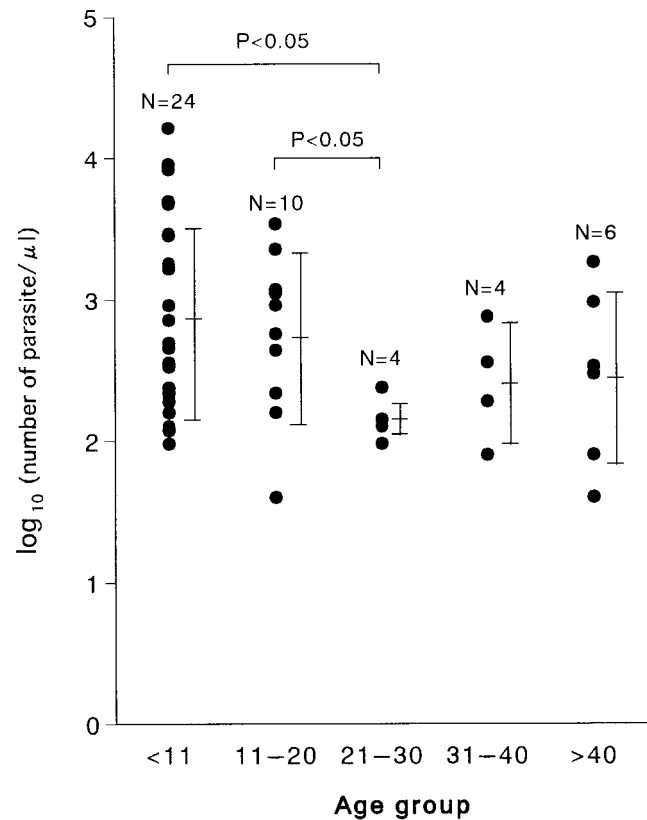 5
P<0.05
N=24
4
P<0.05
N=10
N=6
N=4
3
N=4
2
1
0
log10 (number of parasite/μl)
<11 11−20 21−30 31−40 >40
Age group